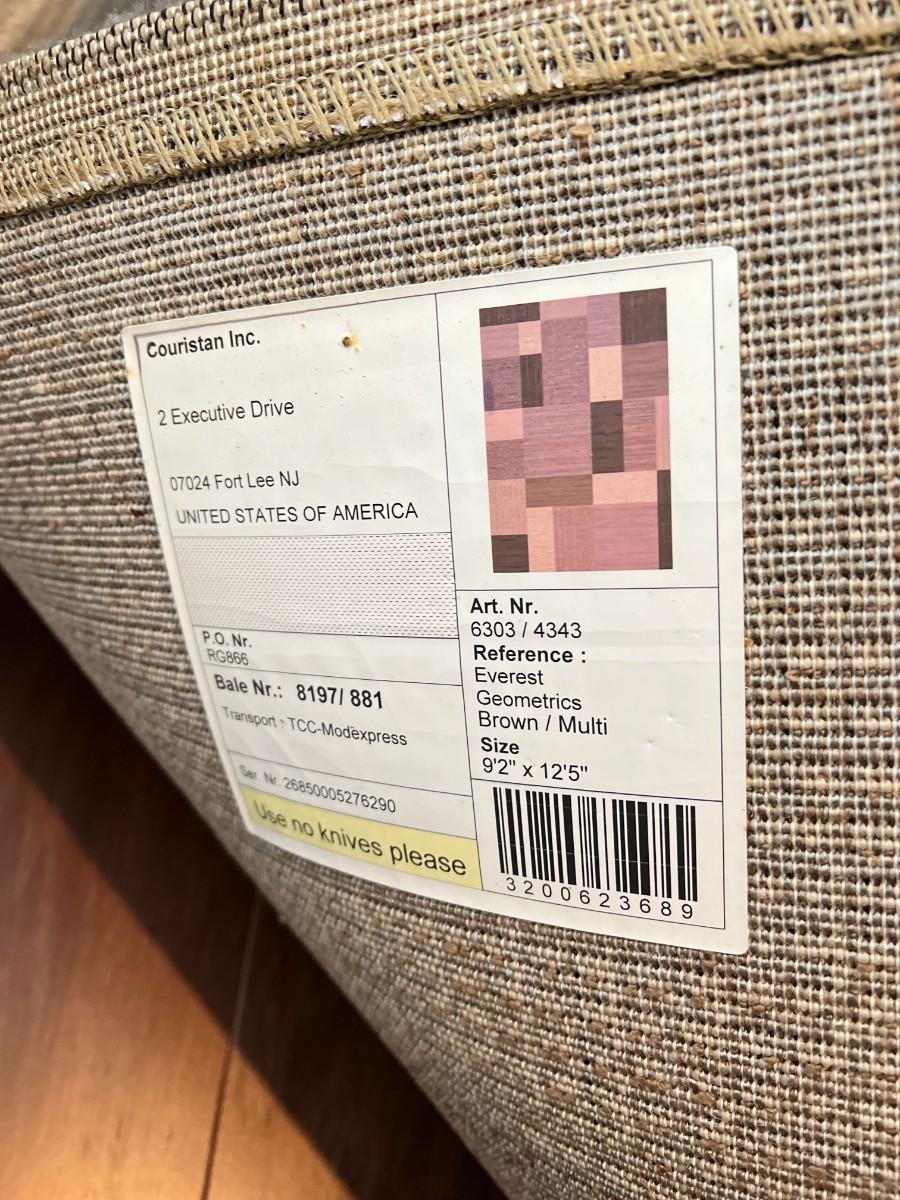 Couristan Inc.
2 Executive Drive
07024 Fort Lee NJ
UNITED STATES OF AMERICA
P.O. Nr.
RG866
Bale Nr.: 8197/ 881
Transport : TCC-Modexpress
Ser. Nr. 26850005276290
Use no knives please
Art. Nr.
6303 / 4343
Reference :
Everest
Geometrics
Brown / Multi
Size
9'2" x 12'5"
3200623689